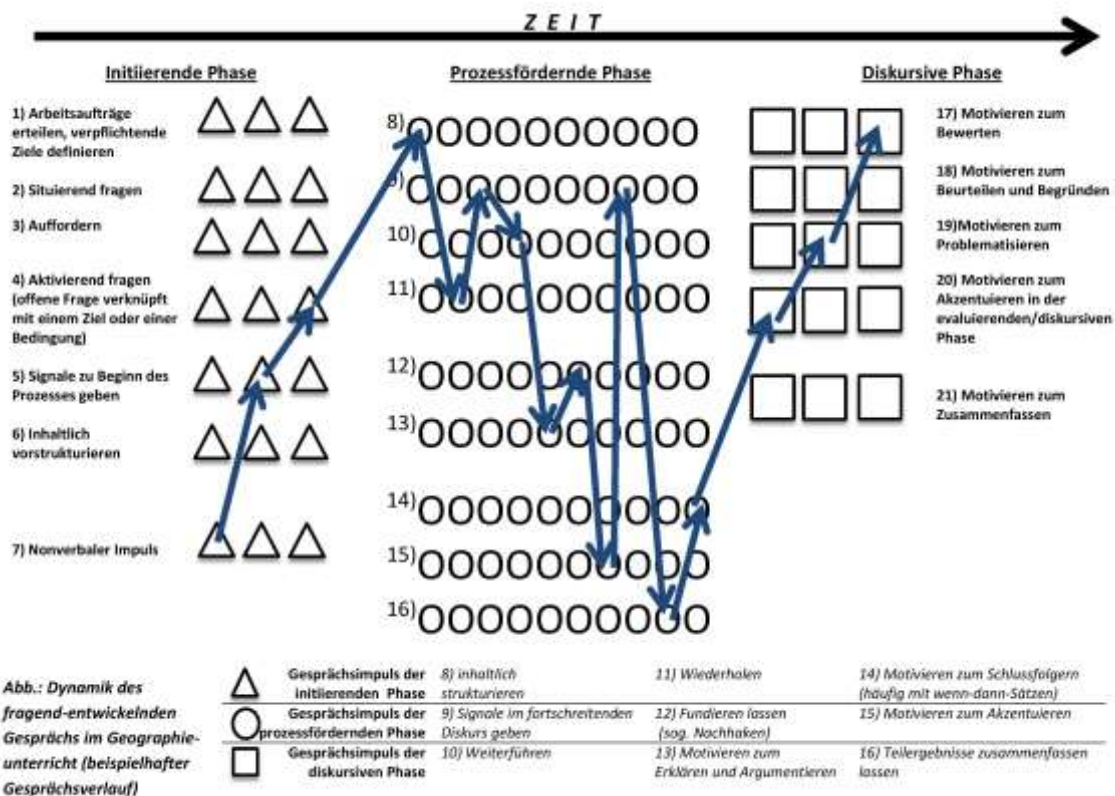 ZEIT
Initiierende Phase
Prozessfördernde Phase
Diskursive Phase
1) Arbeitsaufträge
erteilen, verpflichtende
Ziele definieren
2) Situierend fragen
3) Auffordern
4) Aktivierend fragen
(offene Frage verknüpft
mit einem Ziel oder einer
Bedingung)
5) Signale zu Beginn des
Prozesses geben
6) Inhaltlich
vorstrukturieren
7) Nonverbaler Impuls
8)
9)
10)
11)
12)
13)
14)
15)
16)
17) Motivieren zum
Bewerten
18) Motivieren zum
Beurteilen und Begründen
19)Motivieren zum
Problematisieren
20) Motivieren zum
Akzentuieren in der
evaluierenden/diskursiven
Phase
21) Motivieren zum
Zusammenfassen
Abb.: Dynamik des
fragend-entwickelnden
Gesprächs im Geographie-
unterricht (beispielhafter
Gesprächsverlauf)
Gesprächsimpuls der
initiierenden Phase
Gesprächsimpuls der
prozessfördernden Phase
Gesprächsimpuls der
diskursiven Phase
8) inhaltlich
strukturieren
9) Signale im fortschreitenden
Diskurs geben
10) Weiterführen
11) Wiederholen
12) Fundieren lassen
(sog. Nachhaken)
13) Motivieren zum
Erklären und Argumentieren
14) Motivieren zum Schlussfolgern
(häufig mit wenn-dann-Sätzen)
15) Motivieren zum Akzentuieren
16) Teilergebnisse zusammenfassen
lassen